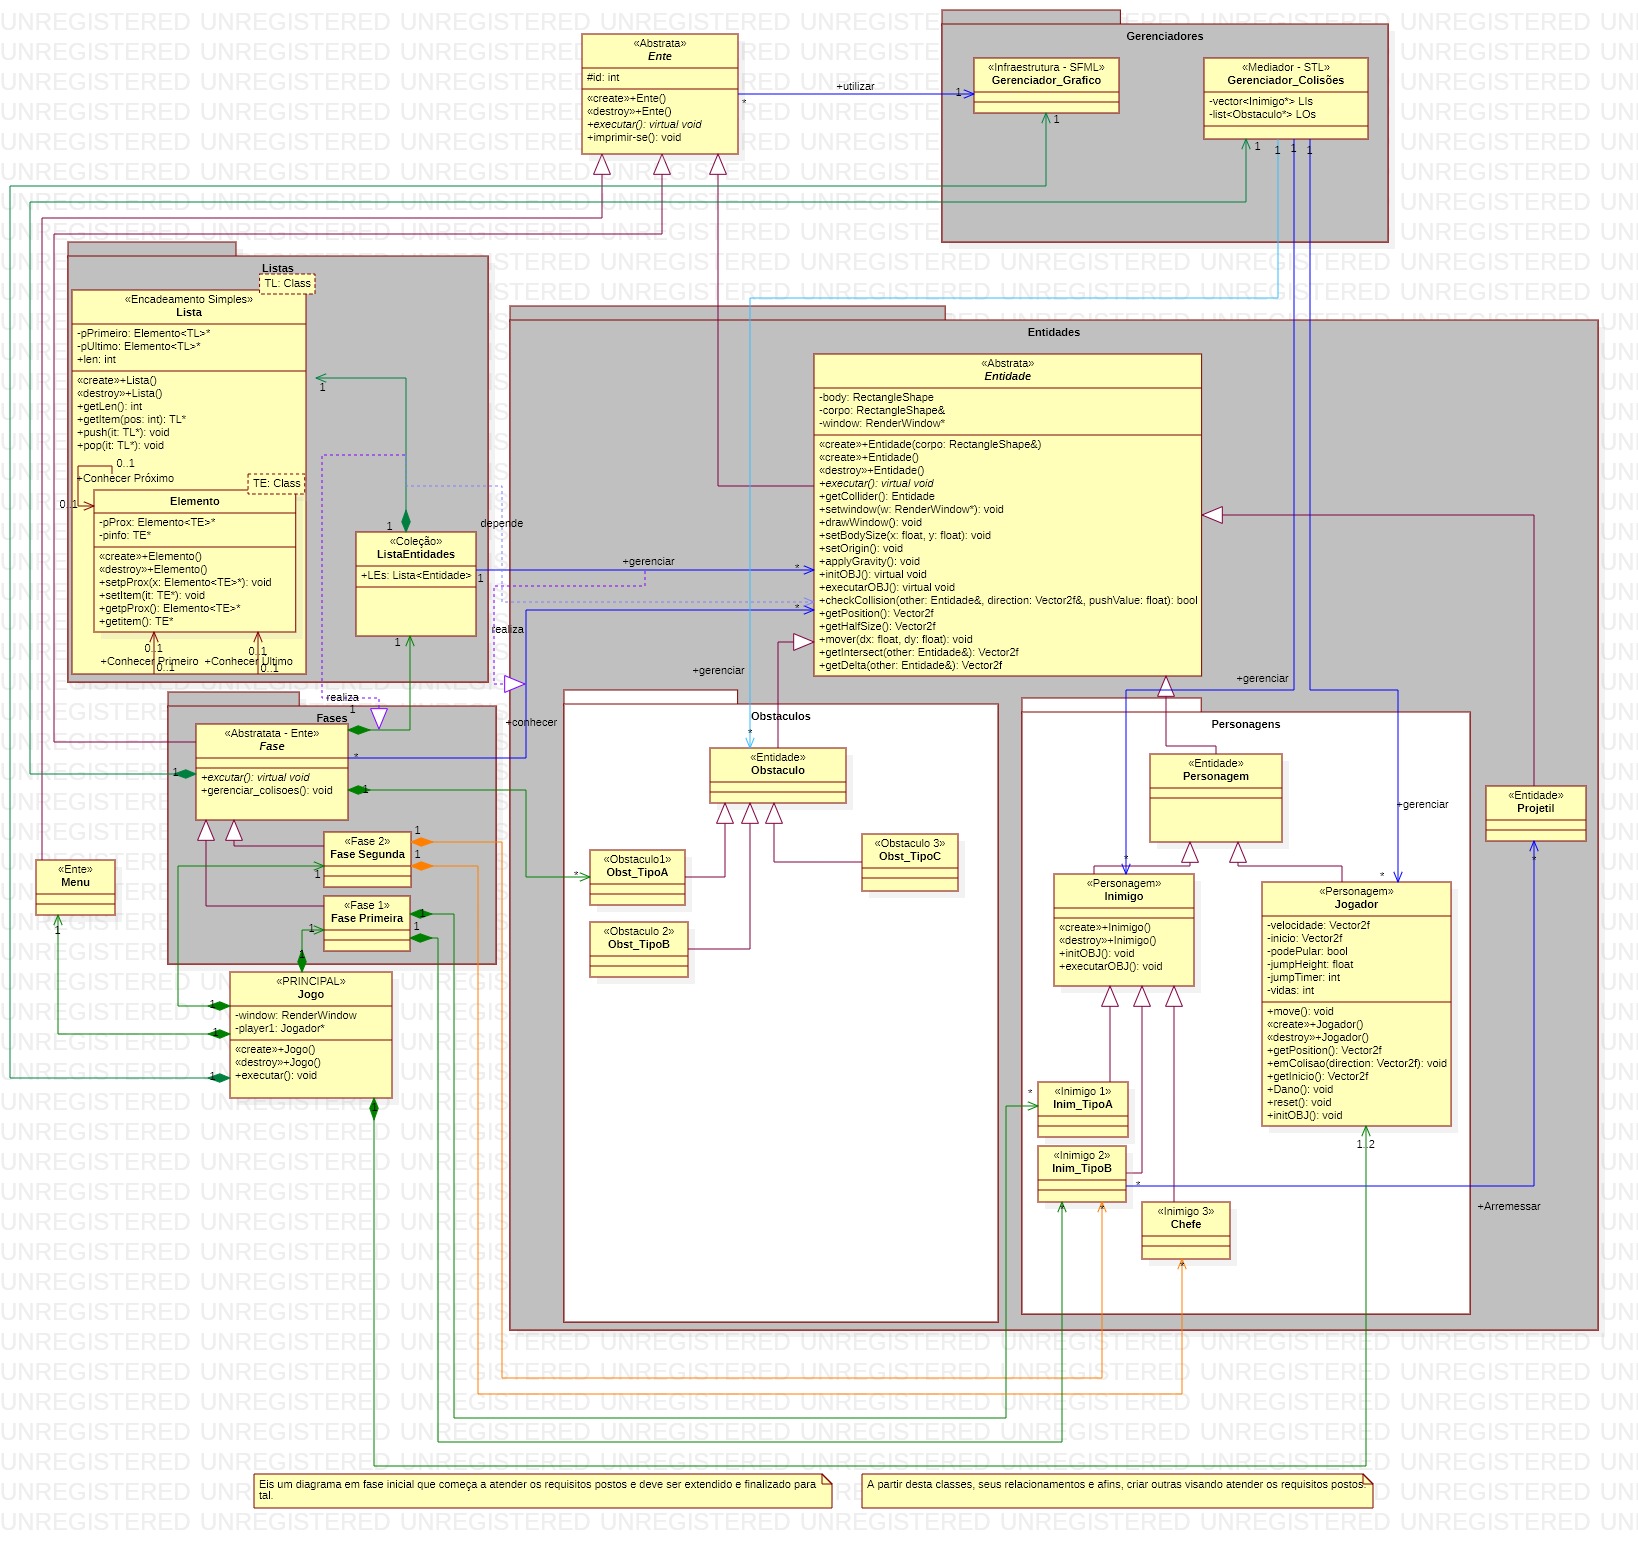 Gerenciadores
«Abstrata»
Ente
#id: int
«create»+Ente()
«destroy»+Ente()
+executar(): virtual void
+imprimir-se(): void
*
+utilizar
1
«Infraestrutura - SFML»
Gerenciador_Grafico
1
«Mediador - STL»
Gerenciador_Colisões
-vector<Inimigo*> LIs
-list<Obstaculo*> LOs
1
1
1
1
Listas
TL: Class
«Encadeamento Simples»
Lista
-pPrimeiro: Elemento<TL>*
-pUltimo: Elemento<TL>*
+len: int
«create»+Lista()
«destroy»+Lista()
+getLen(): int
+getItem(pos: int): TL*
+push(it: TL*): void
+pop(it: TL*): void
0..1
+Conhecer Próximo
0..1
TE: Class
Elemento
-pProx: Elemento<TE>*
-pinfo: TE*
«create»+Elemento()
«destroy»+Elemento()
+setpProx(x: Elemento<TE>*): void
+setItem(it: TE*): void
+getpProx(): Elemento<TE>*
+getitem(): TE*
0..1
+Conhecer Primeiro
0..1
0..1
+Conhecer Ultimo
0..1
1
1
«Coleção»
ListaEntidades
+LEs: Lista<Entidade>
1
1
depende
+gerenciar
*
realiza
*
Entidades
«Abstrata»
Entidade
-body: RectangleShape
-corpo: RectangleShape&
-window: RenderWindow*
«create»+Entidade(corpo: RectangleShape&)
«create»+Entidade()
«destroy»+Entidade()
+executar(): virtual void
+getCollider(): Entidade
+setwindow(w: RenderWindow*): void
+drawWindow(): void
+setBodySize(x: float, y: float): void
+setOrigin(): void
+applyGravity(): void
+initOBJ(): virtual void
+executarOBJ(): virtual void
+checkCollision(other: Entidade&, direction: Vector2f&, pushValue: float): bool
+getPosition(): Vector2f
+getHalfSize(): Vector2f
+mover(dx: float, dy: float): void
+getIntersect(other: Entidade&): Vector2f
+getDelta(other: Entidade&): Vector2f
+gerenciar
+gerenciar
realiza
1
Fases
«Abstratata - Ente»
Fase
+excutar(): virtual void
+gerenciar_colisoes(): void
*
1
1
+conhecer
«Fase 2»
Fase Segunda
1
1
1
«Fase 1»
Fase Primeira
1
1
1
«Ente»
Menu
1
1
«PRINCIPAL»
Jogo
-window: RenderWindow
-player1: Jogador*
«create»+Jogo()
«destroy»+Jogo()
+executar(): void
1
1
1
1
Obstaculos
*
«Entidade»
Obstaculo
«Obstaculo1»
Obst_TipoA
*
«Obstaculo 2»
Obst_TipoB
«Obstaculo 3»
Obst_TipoC
Personagens
«Entidade»
Personagem
«Entidade»
Projetil
+gerenciar
*
*
*
«Personagem»
Inimigo
«create»+Inimigo()
«destroy»+Inimigo()
+initOBJ(): void
+executarOBJ(): void
«Personagem»
Jogador
-velocidade: Vector2f
-inicio: Vector2f
-podePular: bool
-jumpHeight: float
-jumpTimer: int
-vidas: int
+move(): void
«create»+Jogador()
«destroy»+Jogador()
+getPosition(): Vector2f
+emColisao(direction: Vector2f): void
+getInicio(): Vector2f
+Dano(): void
+reset(): void
+initOBJ(): void
1..2
*
«Inimigo 1»
Inim_TipoA
«Inimigo 2»
Inim_TipoB
*
*
*
+Arremessar
«Inimigo 3»
Chefe
*
Eis um diagrama em fase inicial que começa a atender os requisitos postos e deve ser extendido e finalizado para
tal.
A partir desta classes, seus relacionamentos e afins, criar outras visando atender os requisitos postos.